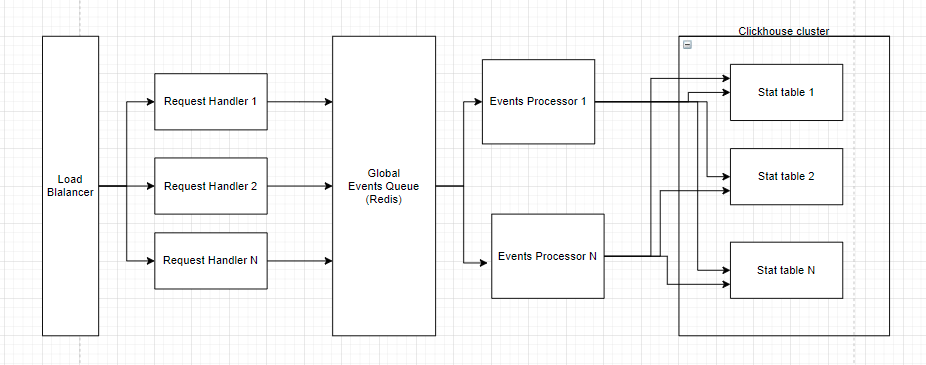 Clickhouse cluster
Load
Blalancer
Request Handler 1
Request Handler 2
Request Handler N
Global
Events Queue
(Redis)
Events Processor 1
Events Processor N
Stat table 1
Stat table 2
Stat table N